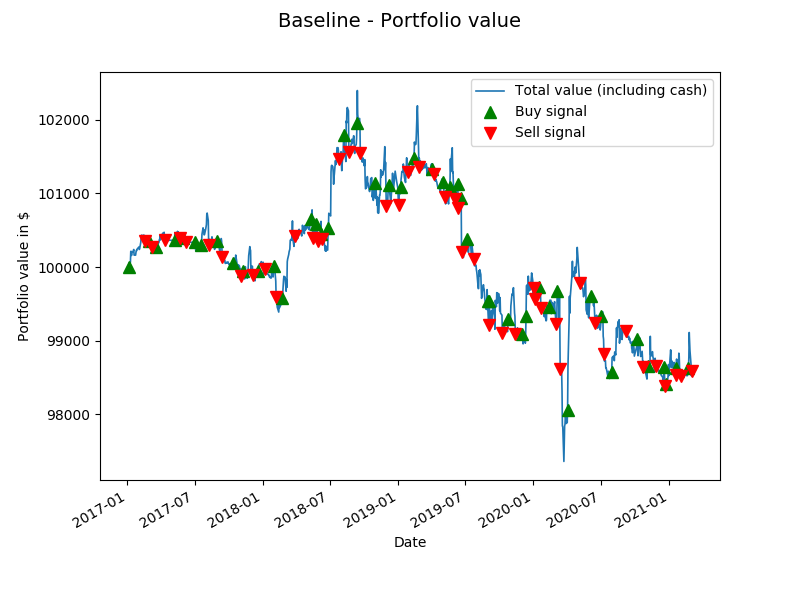 Baseline - Portfolio value
Total value (including cash)
Buy signal
Sell signal
Portfolio value in $
102000
101000
100000
99000
98000
2017-01
2017-07
2018-01
2018-07
2019-01
2019-07
2020-01
2020-07
2021-01
Date